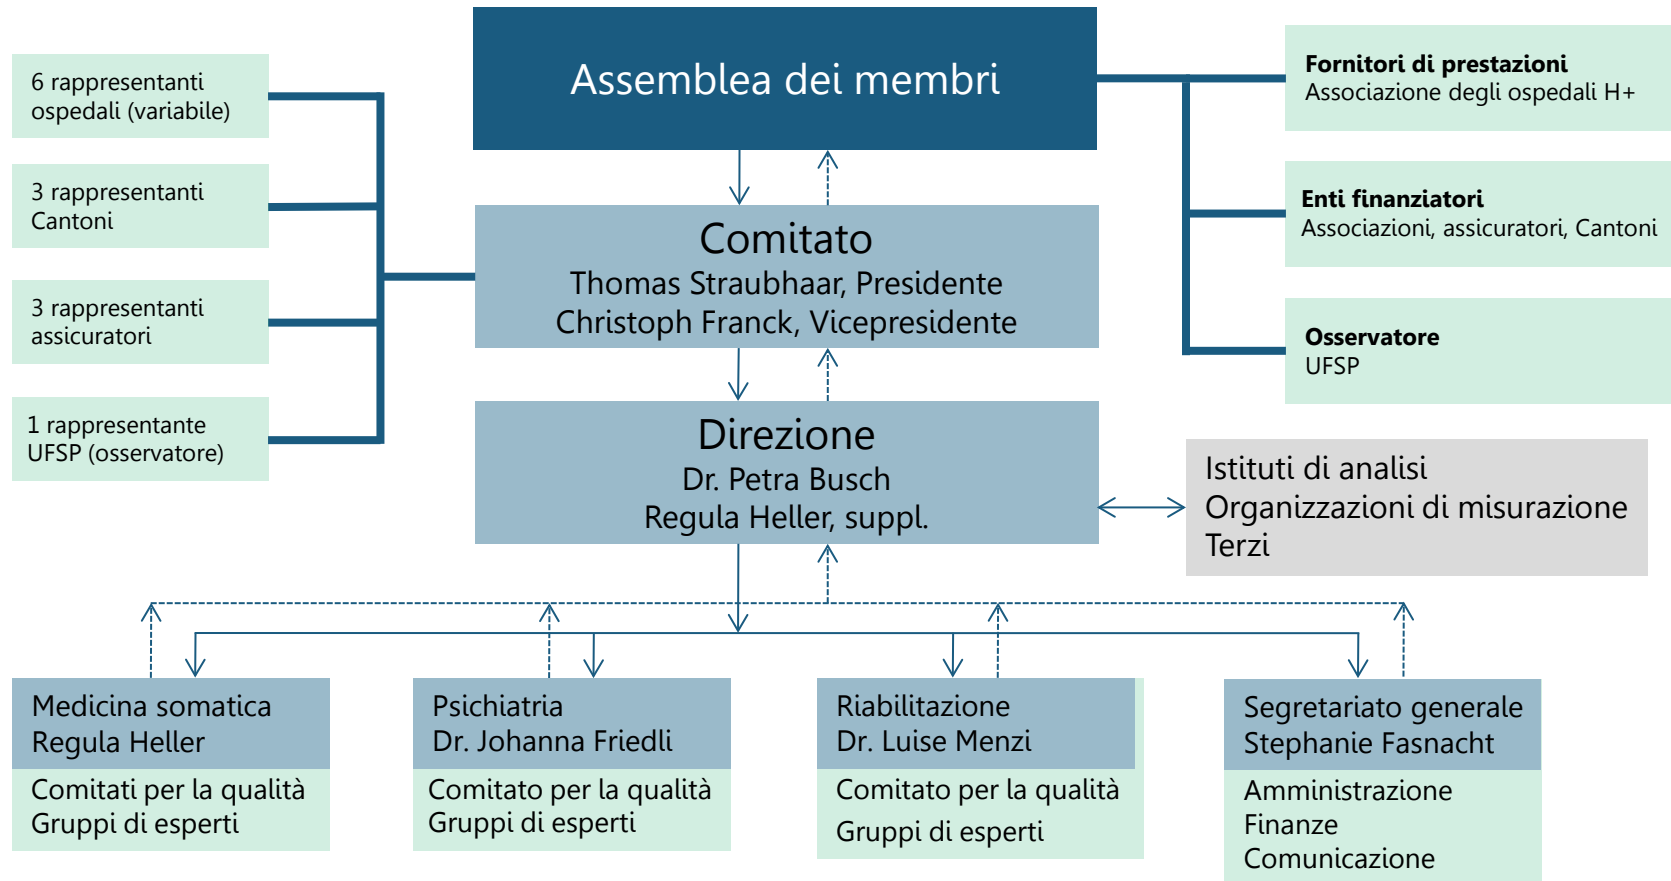 Assemblea dei membri
6 rappresentanti
ospedali (variabile)
3 rappresentanti
Cantoni
3 rappresentanti
assicuratori
1 rappresentante
UFSP (osservatore)
Fornitori di prestazioni
Associazione degli ospedali H+
Enti finanziatori
Associazioni, assicuratori, Cantoni
Osservatore
UFSP
Comitato
Thomas Straubhaar, Presidente
Christoph Franck, Vicepresidente
Direzione
Dr. Petra Busch
Regula Heller, suppl.
Istituti di analisi
Organizzazioni di misurazione
Terzi
Medicina somatica
Regula Heller
Comitati per la qualità
Gruppi di esperti
Psichiatria
Dr. Johanna Friedli
Comitato per la qualità
Gruppi di esperti
Riabilitazione
Dr. Luise Menzi
Comitato per la qualità
Gruppi di esperti
Segretariato generale
Stephanie Fasnacht
Amministrazione
Finanze
Comunicazione